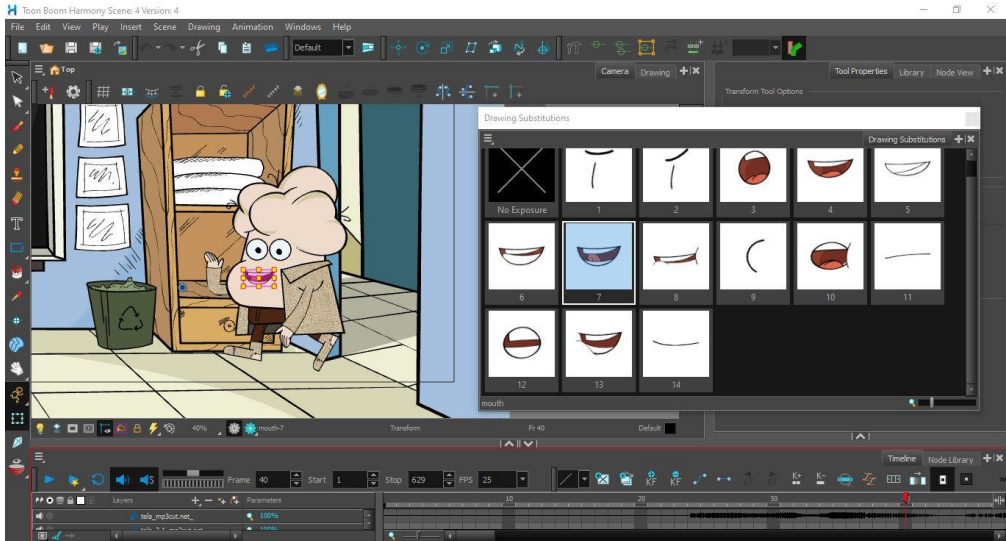 Toon Boom Harmony Scene: 4 Version: 4
File Edit View Play Insert Scene Drawing Animation Windows Help
Default
Top
Camera Drawing
Tool Properties Library Node View
Transform Tool Options
Drawing Substitutions
Drawing Substitutions
No Exposure 1 2 3 4 5
6 7 8 9 10 11
12 13 14
mouth
40% mouth-7 Transform Fr 40 Default
Timeline Node Library
Frame 40 Start 1 Stop 629 FPS 25
KF KF K+ K-
Layers Parameters 10 20 30
tela_mp3cut.net_ 100%
100%